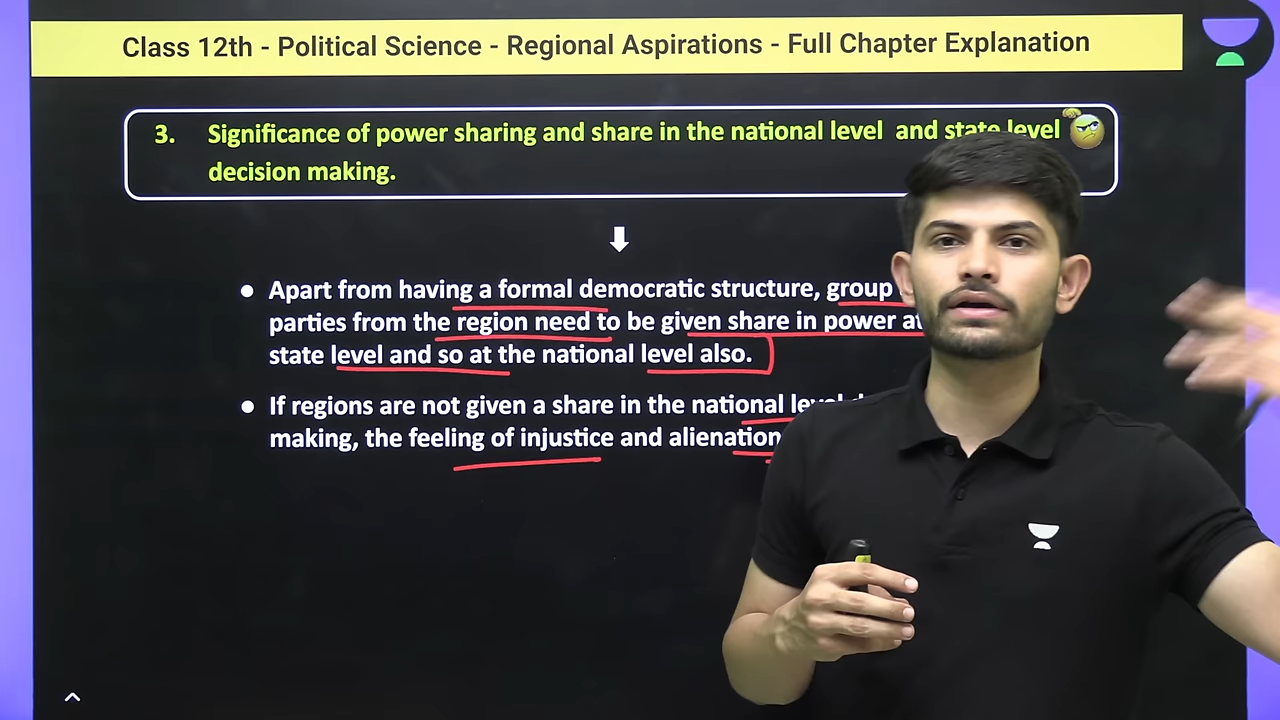 Class 12th - Political Science - Regional Aspirations - Full Chapter Explanation
3. Significance of power sharing and share in the national level and state level
decision making.
● Apart from having a formal democratic structure, group
parties from the region need to be given share in power at
state level and so at the national level also.
● If regions are not given a share in the national level
making, the feeling of injustice and alienation